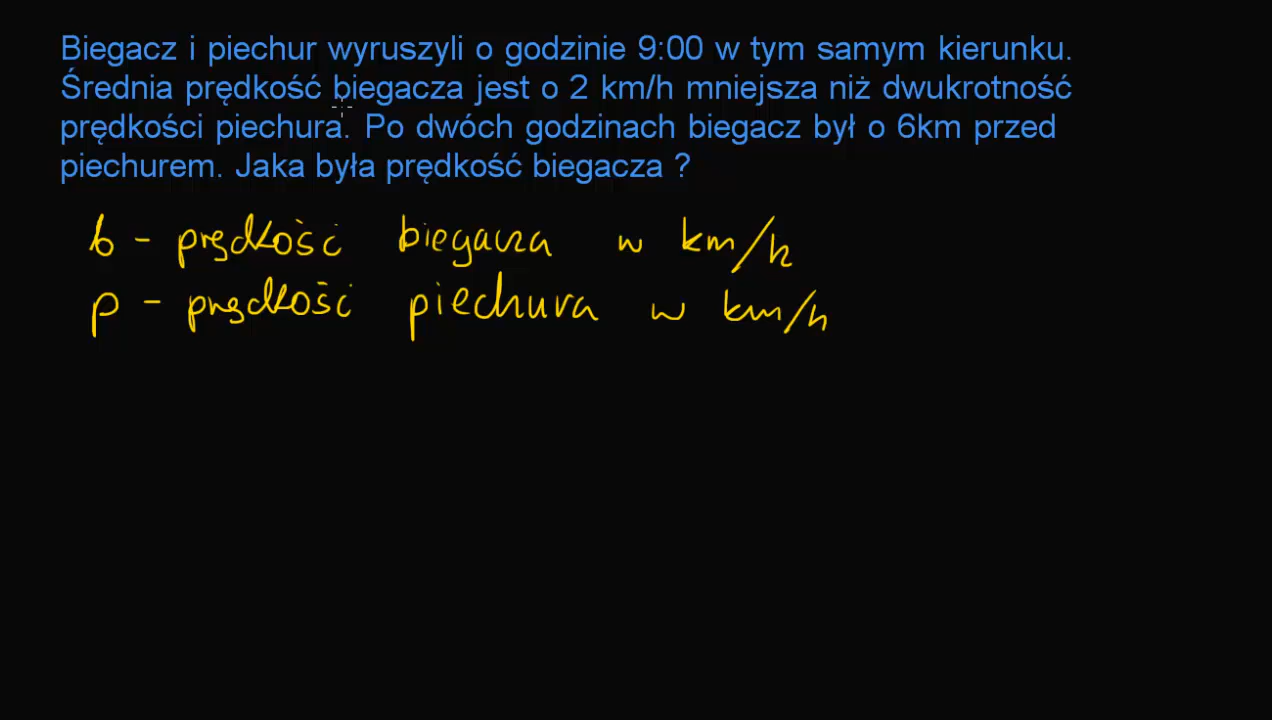 Biegacz i piechur wyruszyli o godzinie 9:00 w tym samym kierunku.
Średnia prędkość biegacza jest o 2 km/h mniejsza niż dwukrotność
prędkości piechura. Po dwóch godzinach biegacz był o 6km przed
piechurem. Jaka była prędkość biegacza ?
b - prędkość biegacza w km/h
p - prędkość piechura w km/h